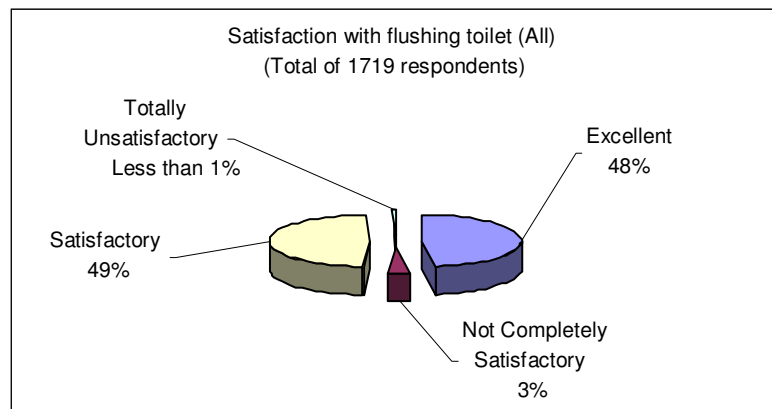 Satisfaction with flushing toilet (All)
(Total of 1719 respondents)
Totally
Unsatisfactory
Less than 1%
Excellent
48%
Satisfactory
49%
Not Completely
Satisfactory
3%